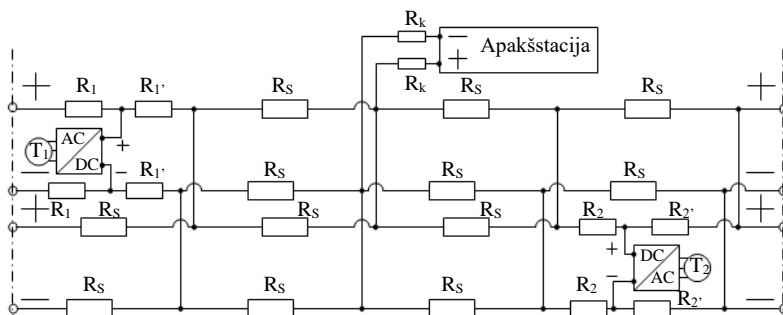 Rk
− Apakšstacija
+
Rk
+ R1 R1' RS RS RS +
AC
T1 + DC −
− R1 R1' RS RS RS −
+ RS RS RS R2 R2' +
+ DC T2
− AC
− RS RS RS R2 R2' −